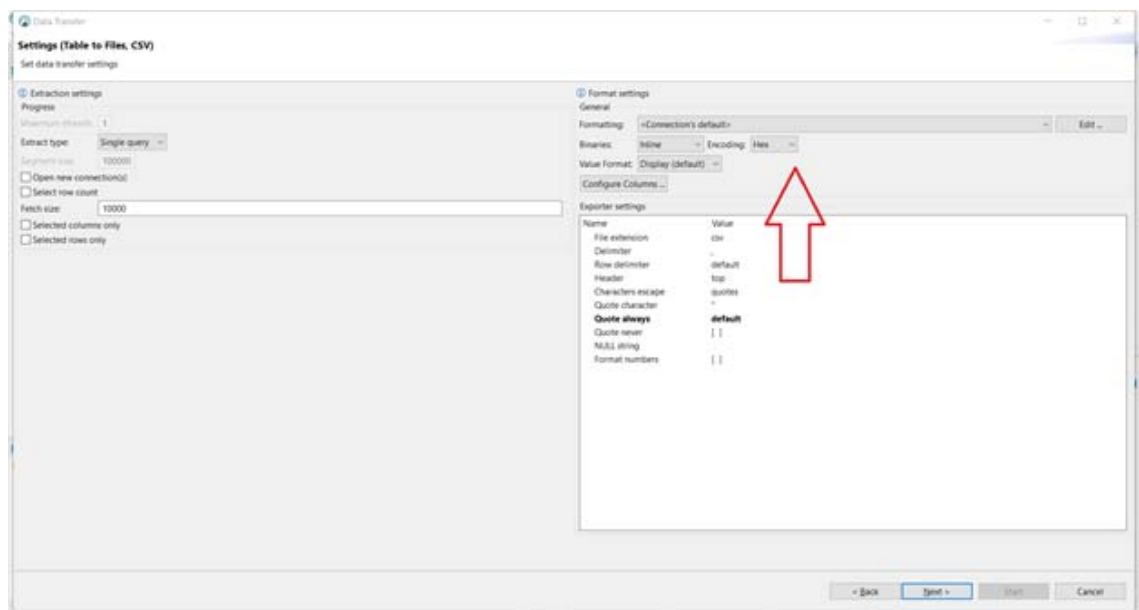 Data Transfer
Settings (Table to Files, CSV)
Set data transfer settings
Extraction settings
Progress
Maximum threads: 1
Extract type: Single query
Segment size: 100000
Open new connection(s)
Select row count
Fetch size: 10000
Selected columns only
Selected rows only
Format settings
General
Formatting: <Connection's default> Edit ...
Binaries: Inline Encoding: Hex
Value Format: Display (default)
Configure Columns ...
Exporter settings
Name Value
File extension csv
Delimiter
Row delimiter default
Header top
Characters escape quotes
Quote character "
Quote always default
Quote never [ ]
NULL string
Format numbers [ ]
< Back Next > Start Cancel